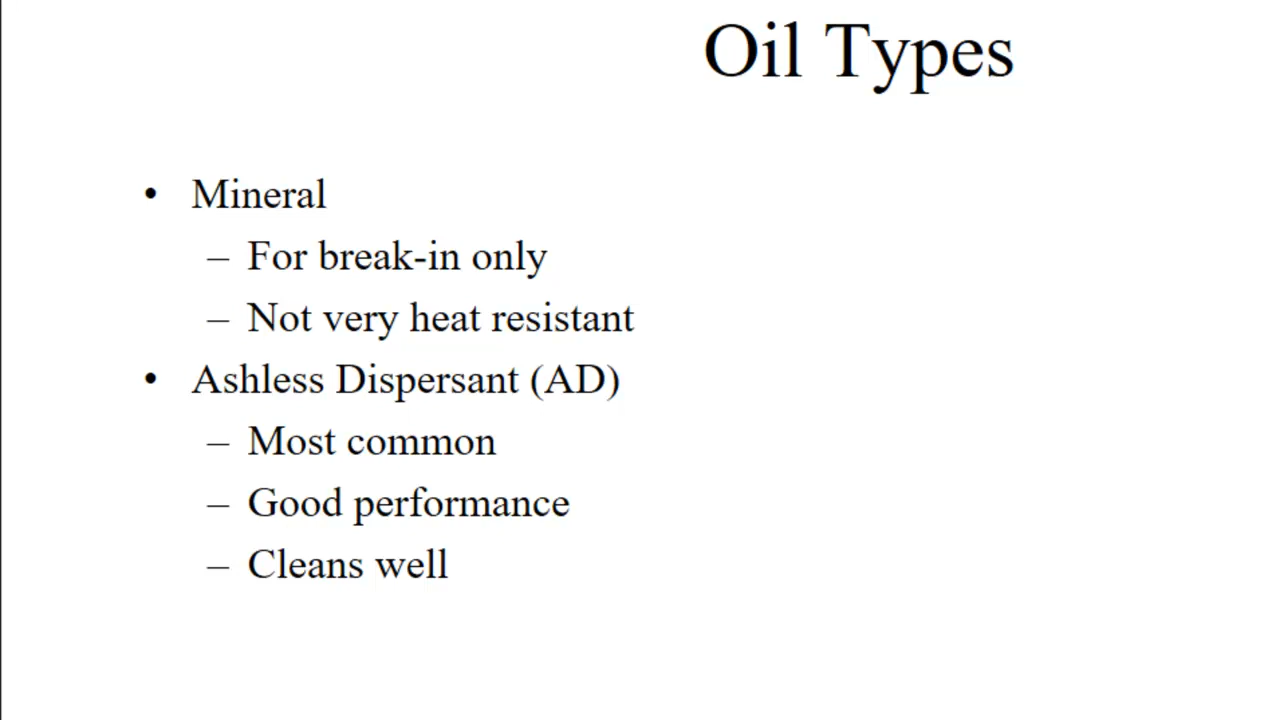 Oil Types
• Mineral
– For break-in only
– Not very heat resistant
• Ashless Dispersant (AD)
– Most common
– Good performance
– Cleans well